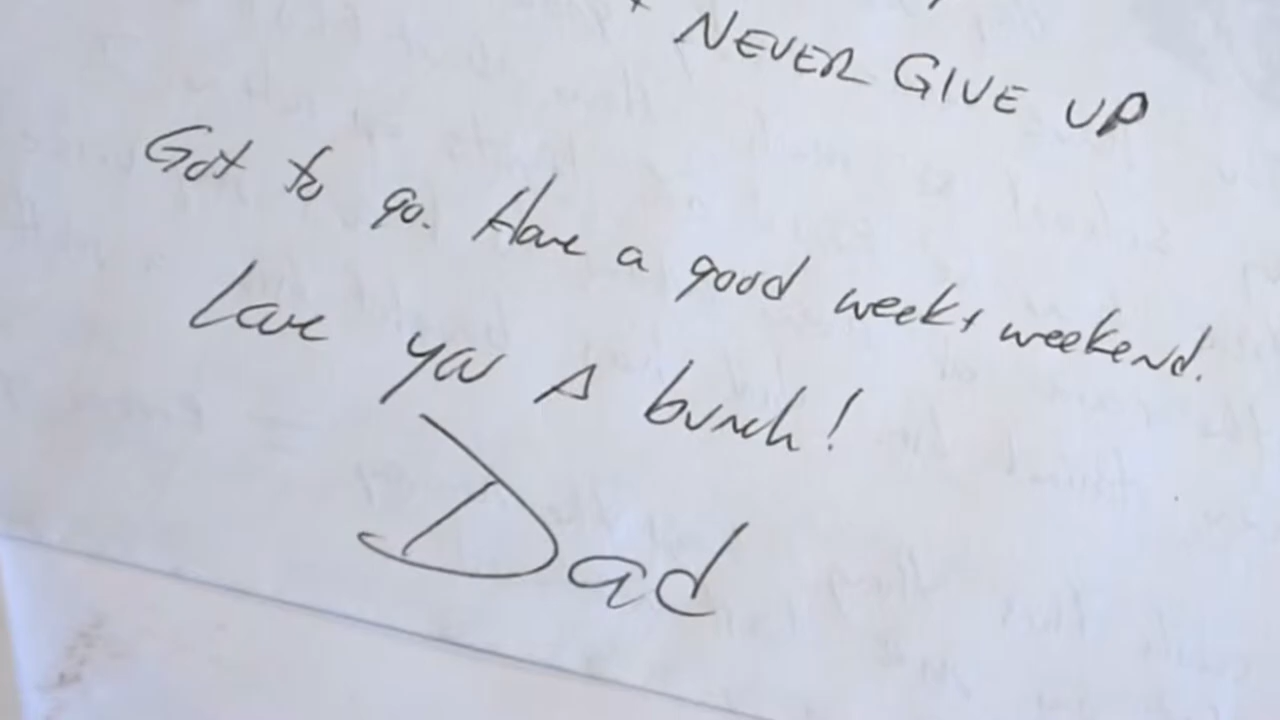 + NEVER GIVE UP
Got to go. Have a good week + weekend.
Love you A bunch!
Dad